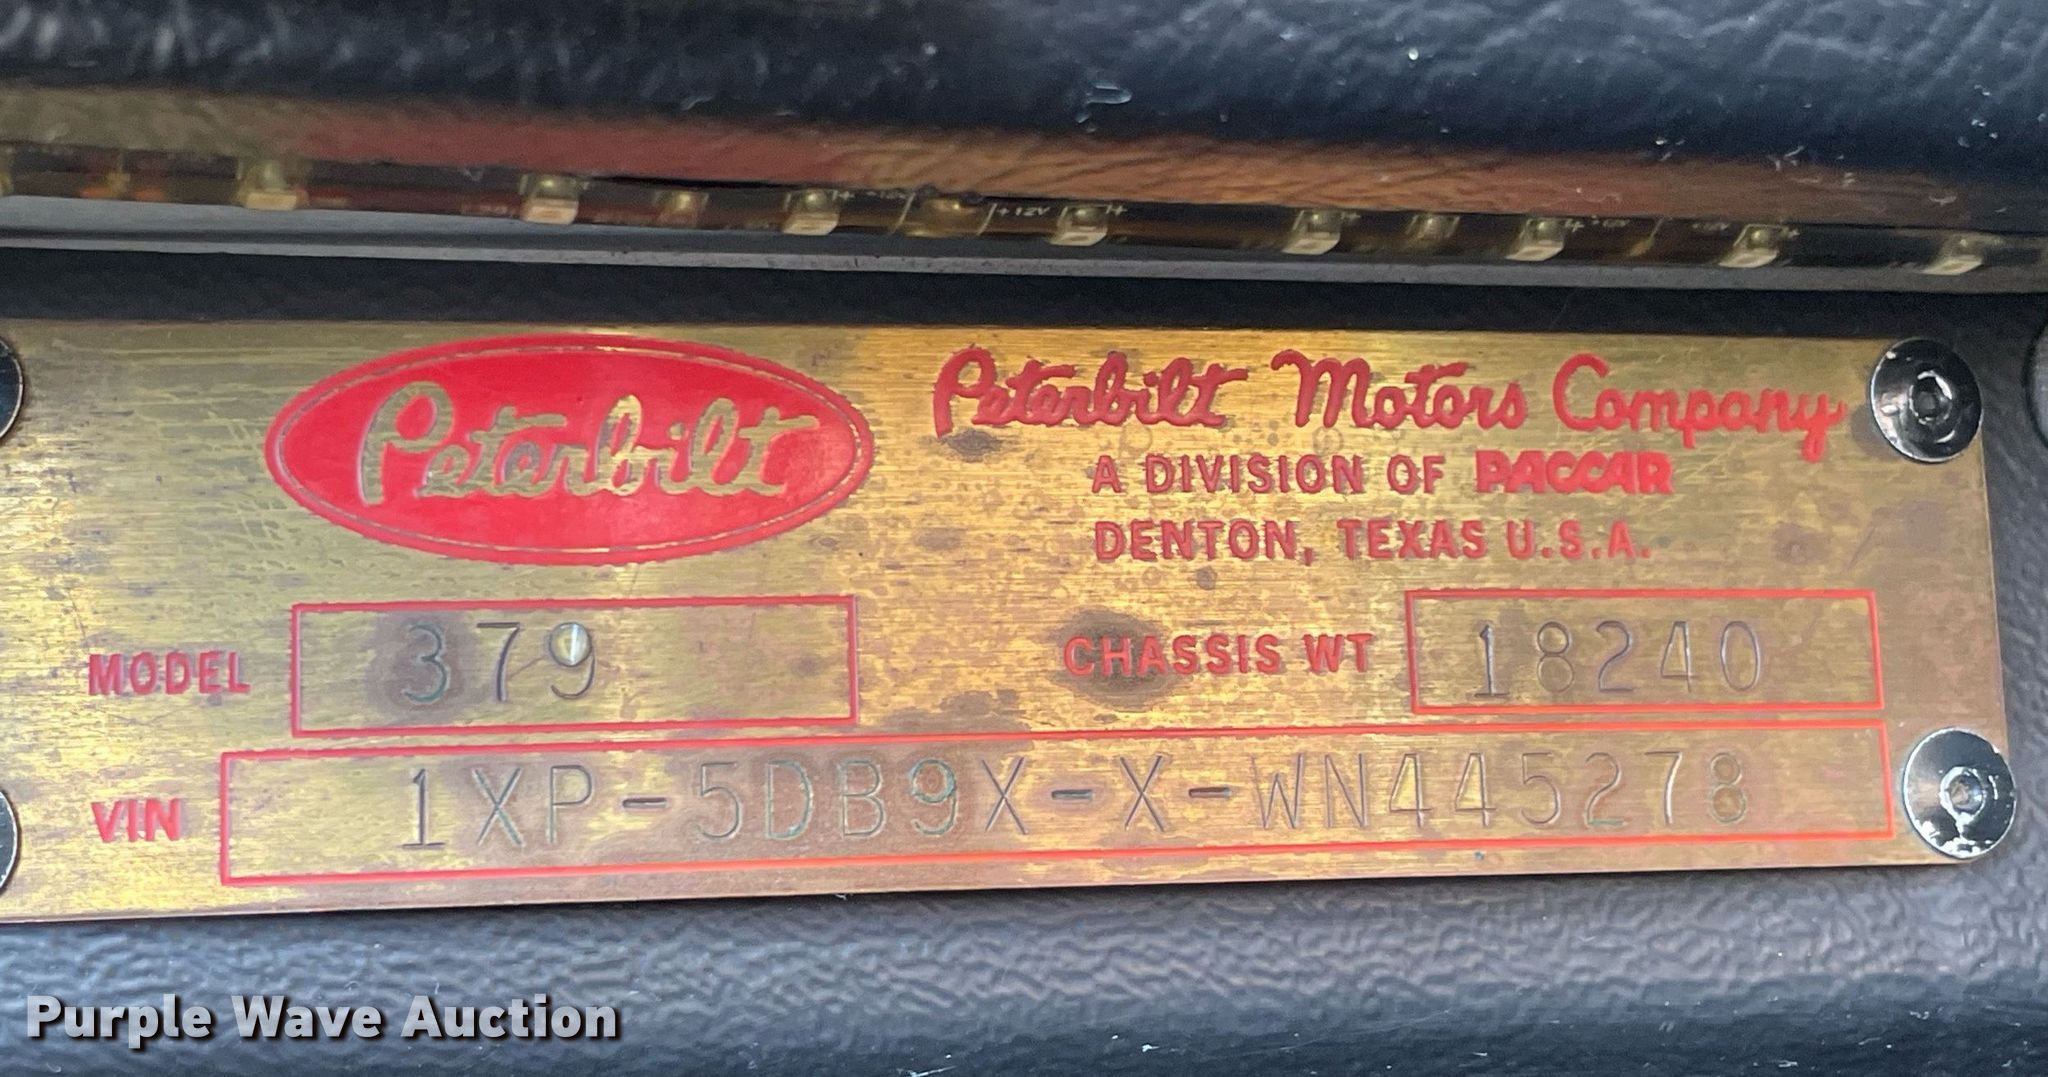 +12V
Peterbilt
Peterbilt Motors Company
A DIVISION OF PACCAR
DENTON, TEXAS U.S.A.
MODEL 379
CHASSIS WT 18240
VIN 1XP-5DB9X-X-WN445278
Purple Wave Auction